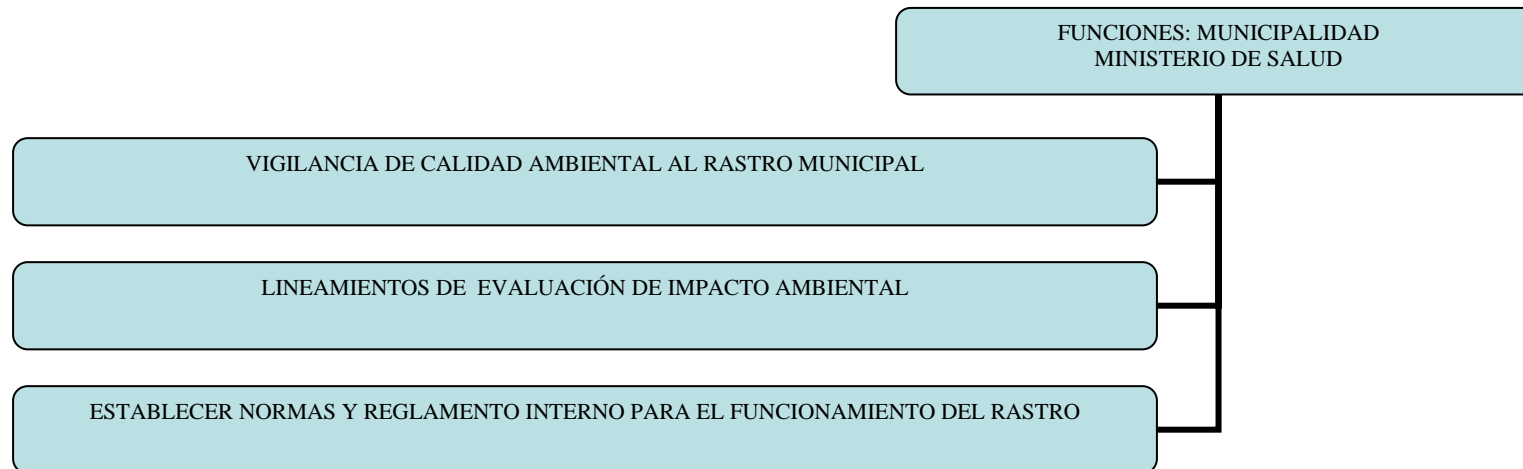 FUNCIONES: MUNICIPALIDAD
MINISTERIO DE SALUD
VIGILANCIA DE CALIDAD AMBIENTAL AL RASTRO MUNICIPAL
LINEAMIENTOS DE EVALUACIÓN DE IMPACTO AMBIENTAL
ESTABLECER NORMAS Y REGLAMENTO INTERNO PARA EL FUNCIONAMIENTO DEL RASTRO